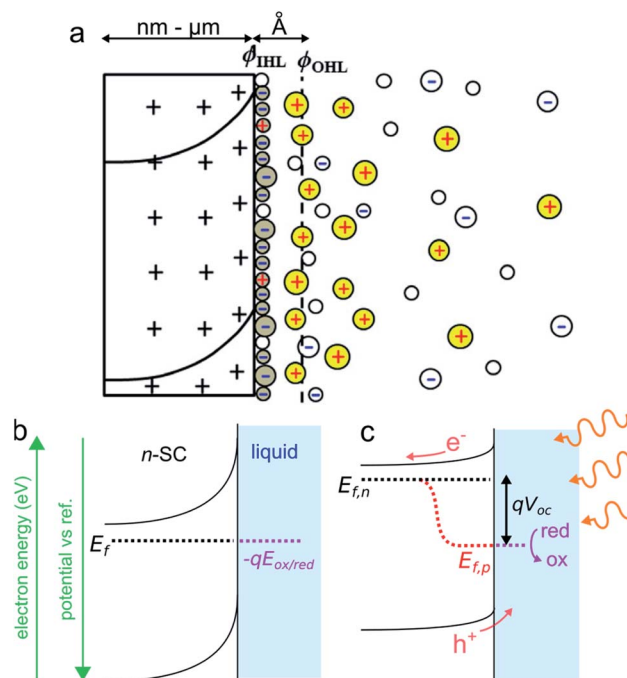 a
nm - μm
Å
ϕIHL
ϕOHL
b
n-SC
liquid
electron energy (eV)
potential vs ref.
Ef
-qEox/red
c
e-
Ef,n
qVoc
red
ox
Ef,p
h+